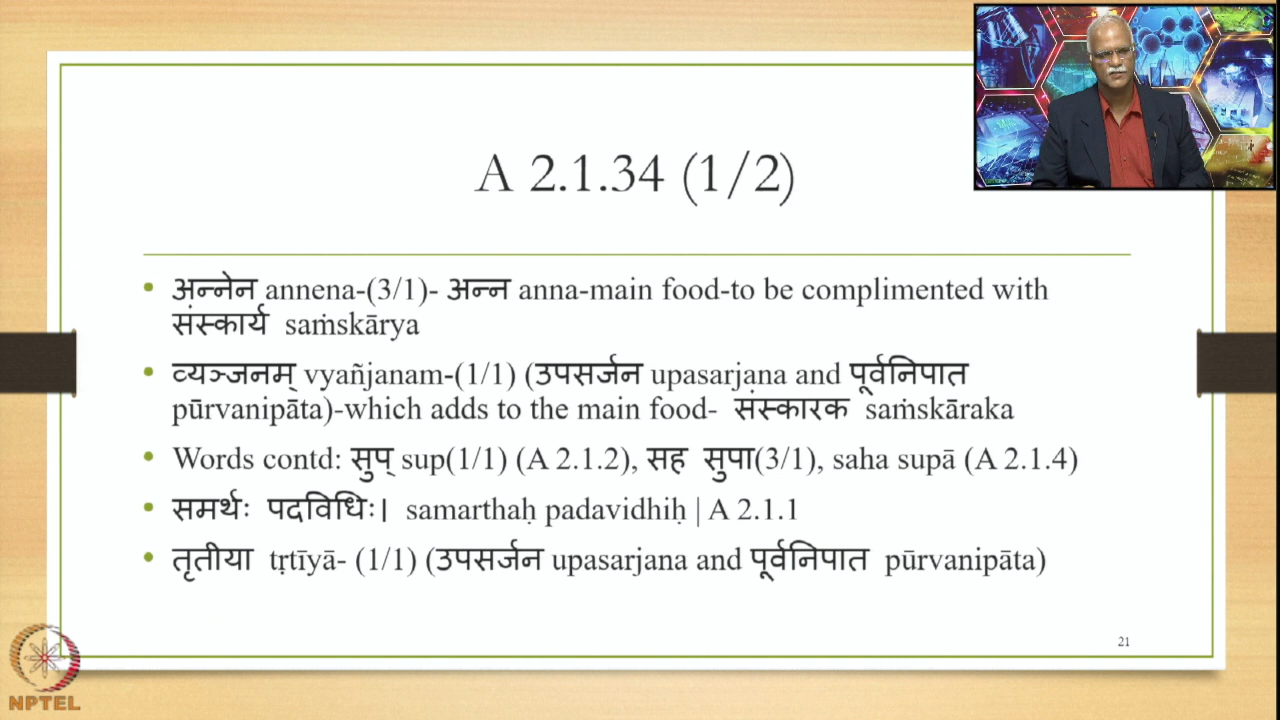 A 2.1.34 (1/2)
• अन्नेन annena-(3/1)- अन्न anna-main food-to be complimented with
संस्कार्य saṁskārya
• व्यञ्जनम् vyañjanam-(1/1) (उपसर्जन upasarjana and पूर्वनिपात
pūrvanipāta)-which adds to the main food- संस्कारक saṁskāraka
• Words contd: सुप् sup(1/1) (A 2.1.2), सह सुपा(3/1), saha supā (A 2.1.4)
• समर्थः पदविधिः। samarthaḥ padavidhiḥ | A 2.1.1
• तृतीया tṛtīyā- (1/1) (उपसर्जन upasarjana and पूर्वनिपात pūrvanipāta)
21
NPTEL